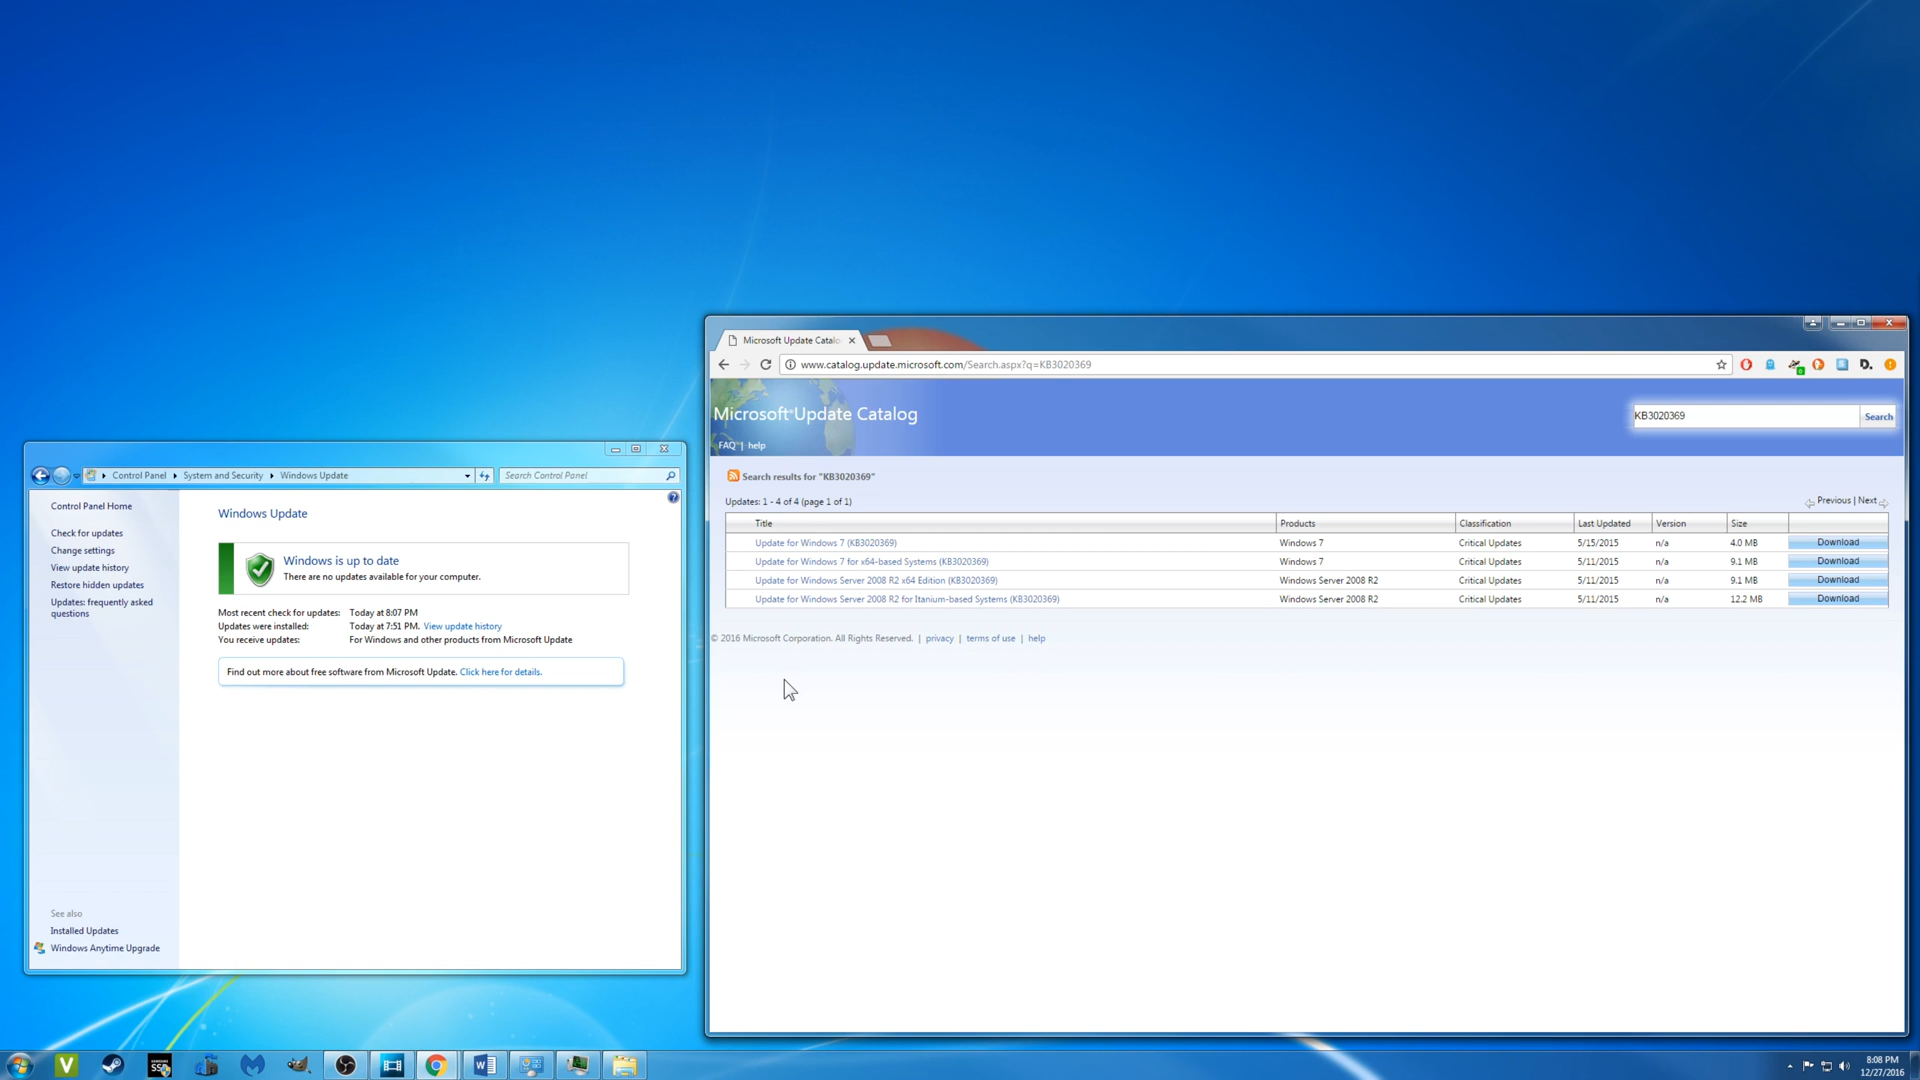 Microsoft Update Catalo
www.catalog.update.microsoft.com/Search.aspx?q=KB3020369
D.
Microsoft Update Catalog
KB3020369
Search
FAQ | help
Search results for "KB3020369"
Updates: 1 - 4 of 4 (page 1 of 1)
Previous | Next
Title Products Classification Last Updated Version Size
Update for Windows 7 (KB3020369) Windows 7 Critical Updates 5/15/2015 n/a 4.0 MB Download
Update for Windows 7 for x64-based Systems (KB3020369) Windows 7 Critical Updates 5/11/2015 n/a 9.1 MB Download
Update for Windows Server 2008 R2 x64 Edition (KB3020369) Windows Server 2008 R2 Critical Updates 5/11/2015 n/a 9.1 MB Download
Update for Windows Server 2008 R2 for Itanium-based Systems (KB3020369) Windows Server 2008 R2 Critical Updates 5/11/2015 n/a 12.2 MB Download
© 2016 Microsoft Corporation. All Rights Reserved. | privacy | terms of use | help
Control Panel System and Security Windows Update
Search Control Panel
Control Panel Home
Check for updates
Change settings
View update history
Restore hidden updates
Updates: frequently asked
questions
Windows Update
Windows is up to date
There are no updates available for your computer.
Most recent check for updates: Today at 8:07 PM
Updates were installed: Today at 7:51 PM. View update history
You receive updates: For Windows and other products from Microsoft Update
Find out more about free software from Microsoft Update. Click here for details.
See also
Installed Updates
Windows Anytime Upgrade
8:08 PM
12/27/2016